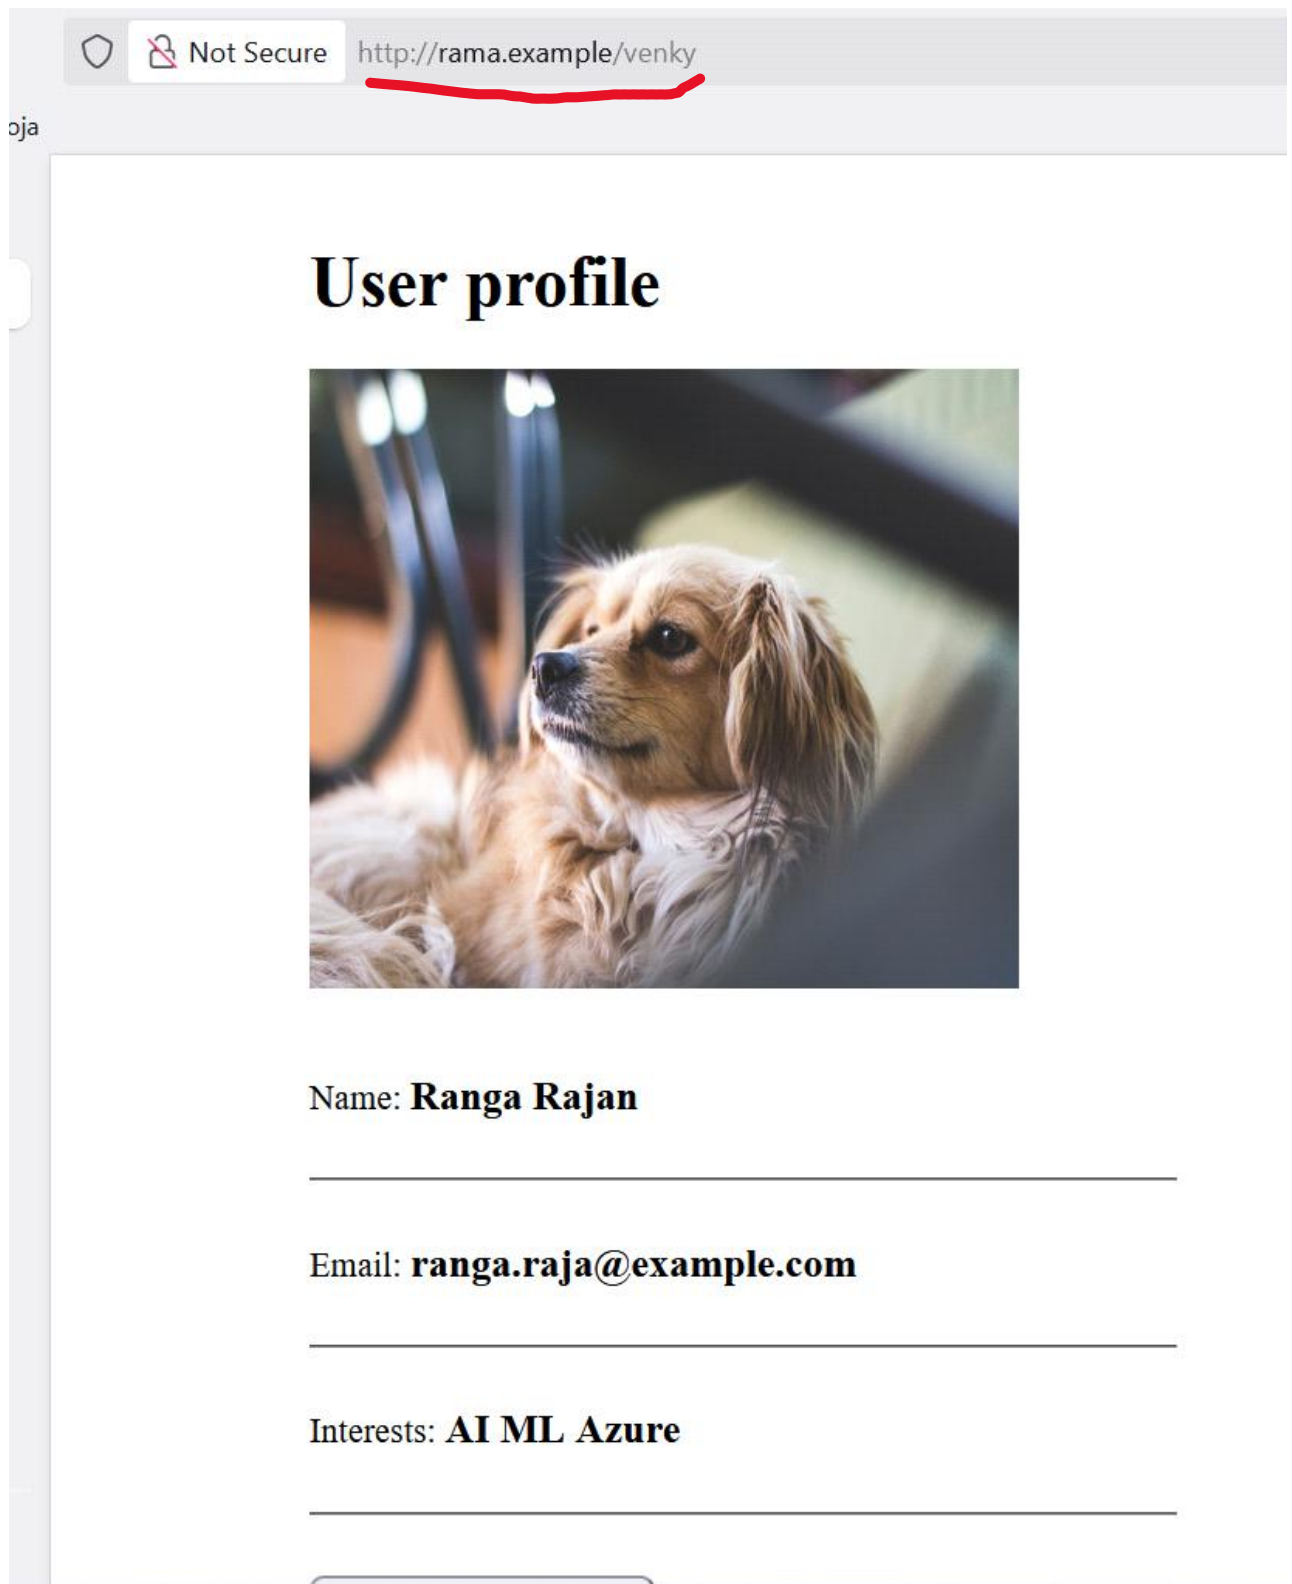 Not Secure http://rama.example/venky
oja
User profile
Name: Ranga Rajan
Email: ranga.raja@example.com
Interests: AI ML Azure